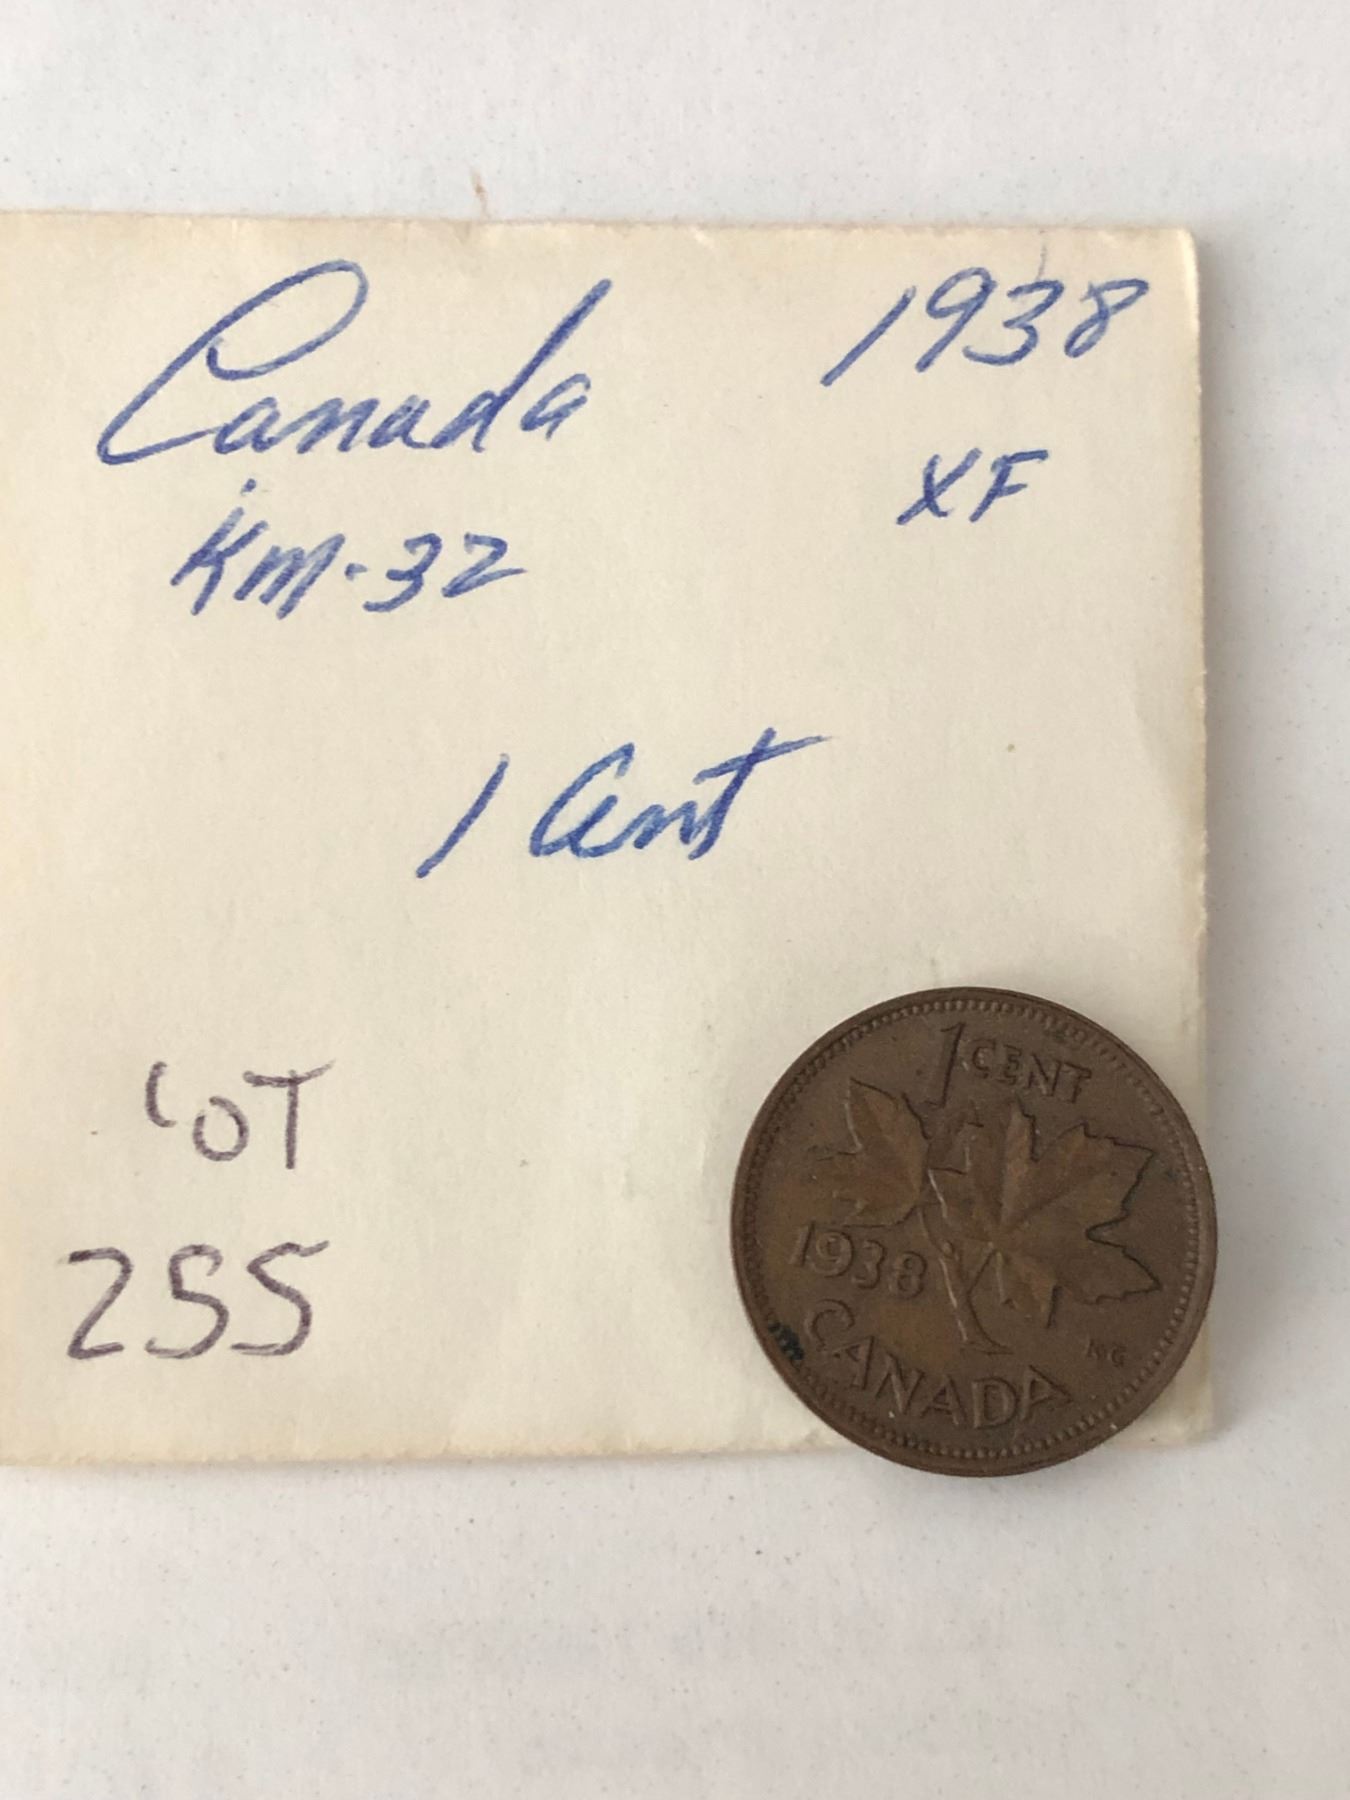 Canada 1938
KM-32 XF
1 Cent
LOT
255
1 CENT
1938
CANADA
KG